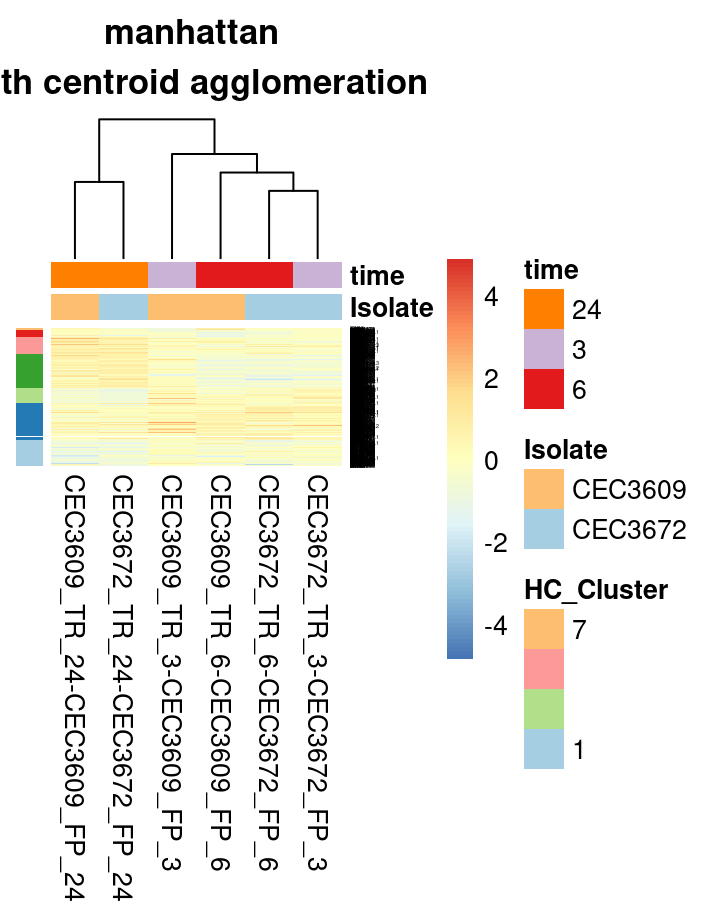 manhattan
th centroid agglomeration
time
Isolate
4
2
0
-2
-4
time
24
3
6
Isolate
CEC3609
CEC3672
HC_Cluster
7
1
CEC3609_TR_24-CEC3609_FP_24
CEC3672_TR_24-CEC3672_FP_24
CEC3609_TR_3-CEC3609_FP_3
CEC3609_TR_6-CEC3609_FP_6
CEC3672_TR_6-CEC3672_FP_6
CEC3672_TR_3-CEC3672_FP_3